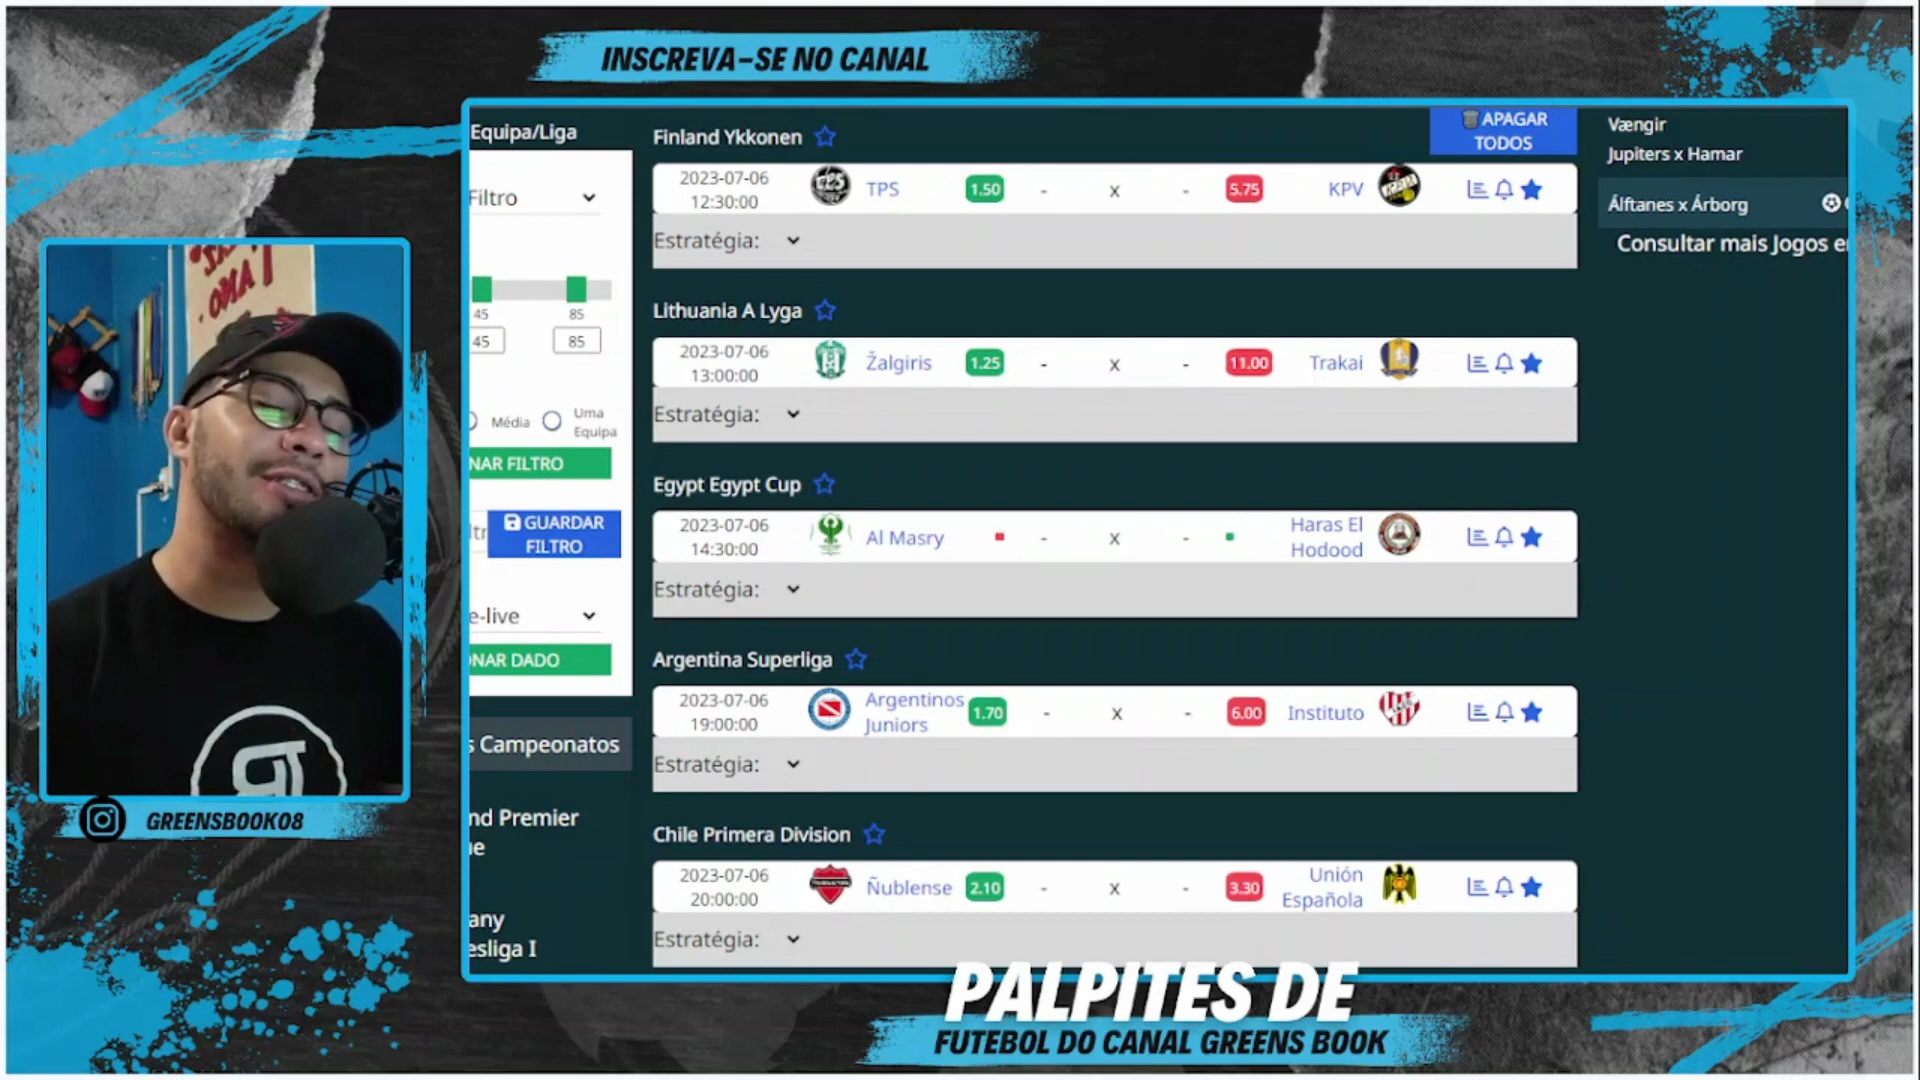 INSCREVA-SE NO CANAL
Equipa/Liga
Filtro
45
85
45
85
Média
Uma
Equipa
NAR FILTRO
GUARDAR
FILTRO
e-live
NAR DADO
s Campeonatos
nd Premier
ue
any
esliga I
APAGAR
TODOS
Finland Ykkonen
2023-07-06
12:30:00
TPS 1.50 - x - 5.75 KPV
Estratégia:
Lithuania A Lyga
2023-07-06
13:00:00
Žalgiris 1.25 - x - 11.00 Trakai
Estratégia:
Egypt Egypt Cup
2023-07-06
14:30:00
Al Masry - x - Haras El
Hodood
Estratégia:
Argentina Superliga
2023-07-06
19:00:00
Argentinos
Juniors
1.70 - x - 6.00 Instituto
Estratégia:
Chile Primera Division
2023-07-06
20:00:00
Ñublense 2.10 - x - 3.30 Unión
Española
Estratégia:
Vængir
Jupiters x Hamar
Álftanes x Árborg
Consultar mais Jogos e
GREENSBOOK08
PALPITES DE
FUTEBOL DO CANAL GREENS BOOK